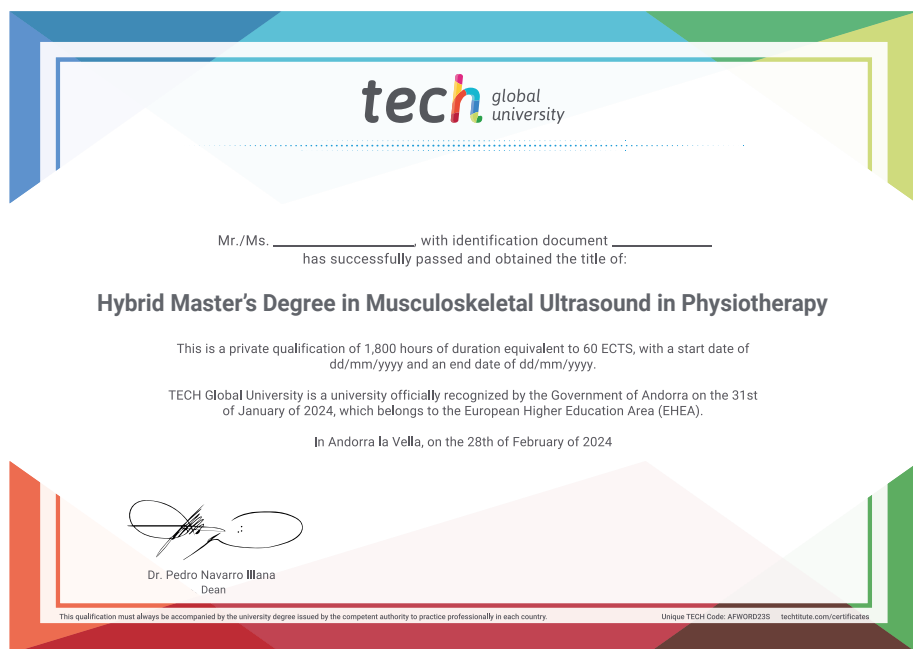 tech global
university
Mr./Ms. ____________, with identification document ____________
has successfully passed and obtained the title of:
Hybrid Master’s Degree in Musculoskeletal Ultrasound in Physiotherapy
This is a private qualification of 1,800 hours of duration equivalent to 60 ECTS, with a start date of
dd/mm/yyyy and an end date of dd/mm/yyyy.
TECH Global University is a university officially recognized by the Government of Andorra on the 31st
of January of 2024, which belongs to the European Higher Education Area (EHEA).
In Andorra la Vella, on the 28th of February of 2024
Dr. Pedro Navarro Illana
Dean
This qualification must always be accompanied by the university degree issued by the competent authority to practice professionally in each country.
Unique TECH Code: AFWORD23S techtitute.com/certificates